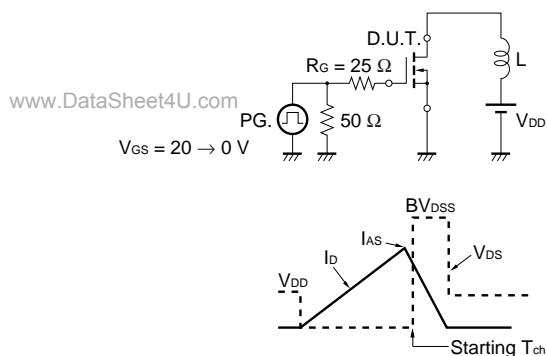 D.U.T.
RG = 25 Ω
L
www.DataSheet4U.com
PG.
50 Ω
VDD
VGS = 20 → 0 V
BVDSS
IAS
ID
VDS
VDD
Starting Tch